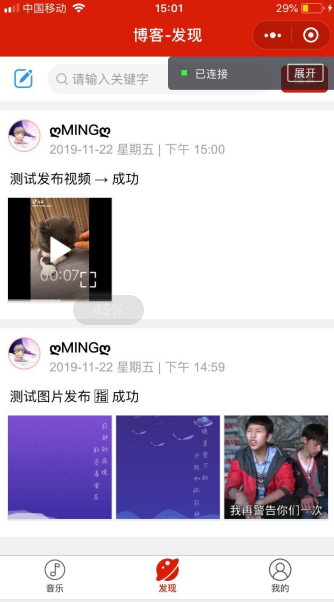 中国移动
15:01
29%
博客-发现
请输入关键字
已连接
展开
ღMINGღ
2019-11-22 星期五 | 下午 15:00
测试发布视频 → 成功
00:07
45%
ღMINGღ
2019-11-22 星期五 | 下午 14:59
测试图片发布 成功
我再警告你们一次
音乐
发现
我的